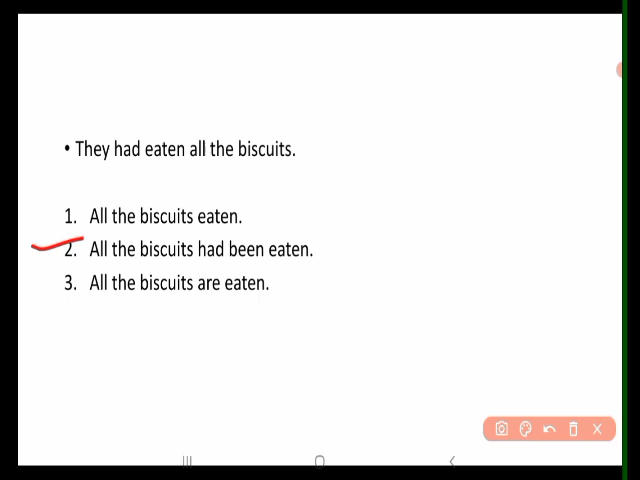 • They had eaten all the biscuits.
1. All the biscuits eaten.
2. All the biscuits had been eaten.
3. All the biscuits are eaten.